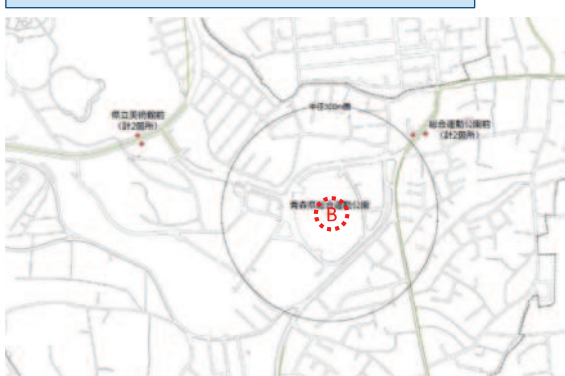 半径300m圏
県立美術館前
(計2箇所)
総合運動公園前
(計2箇所)
青森県総合運動公園
B